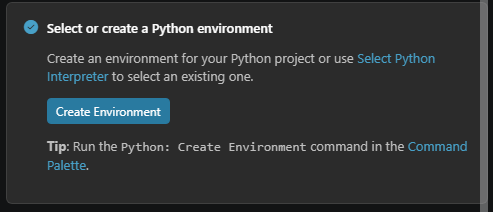 Select or create a Python environment
Create an environment for your Python project or use Select Python
Interpreter to select an existing one.
Create Environment
Tip: Run the Python: Create Environment command in the Command
Palette.